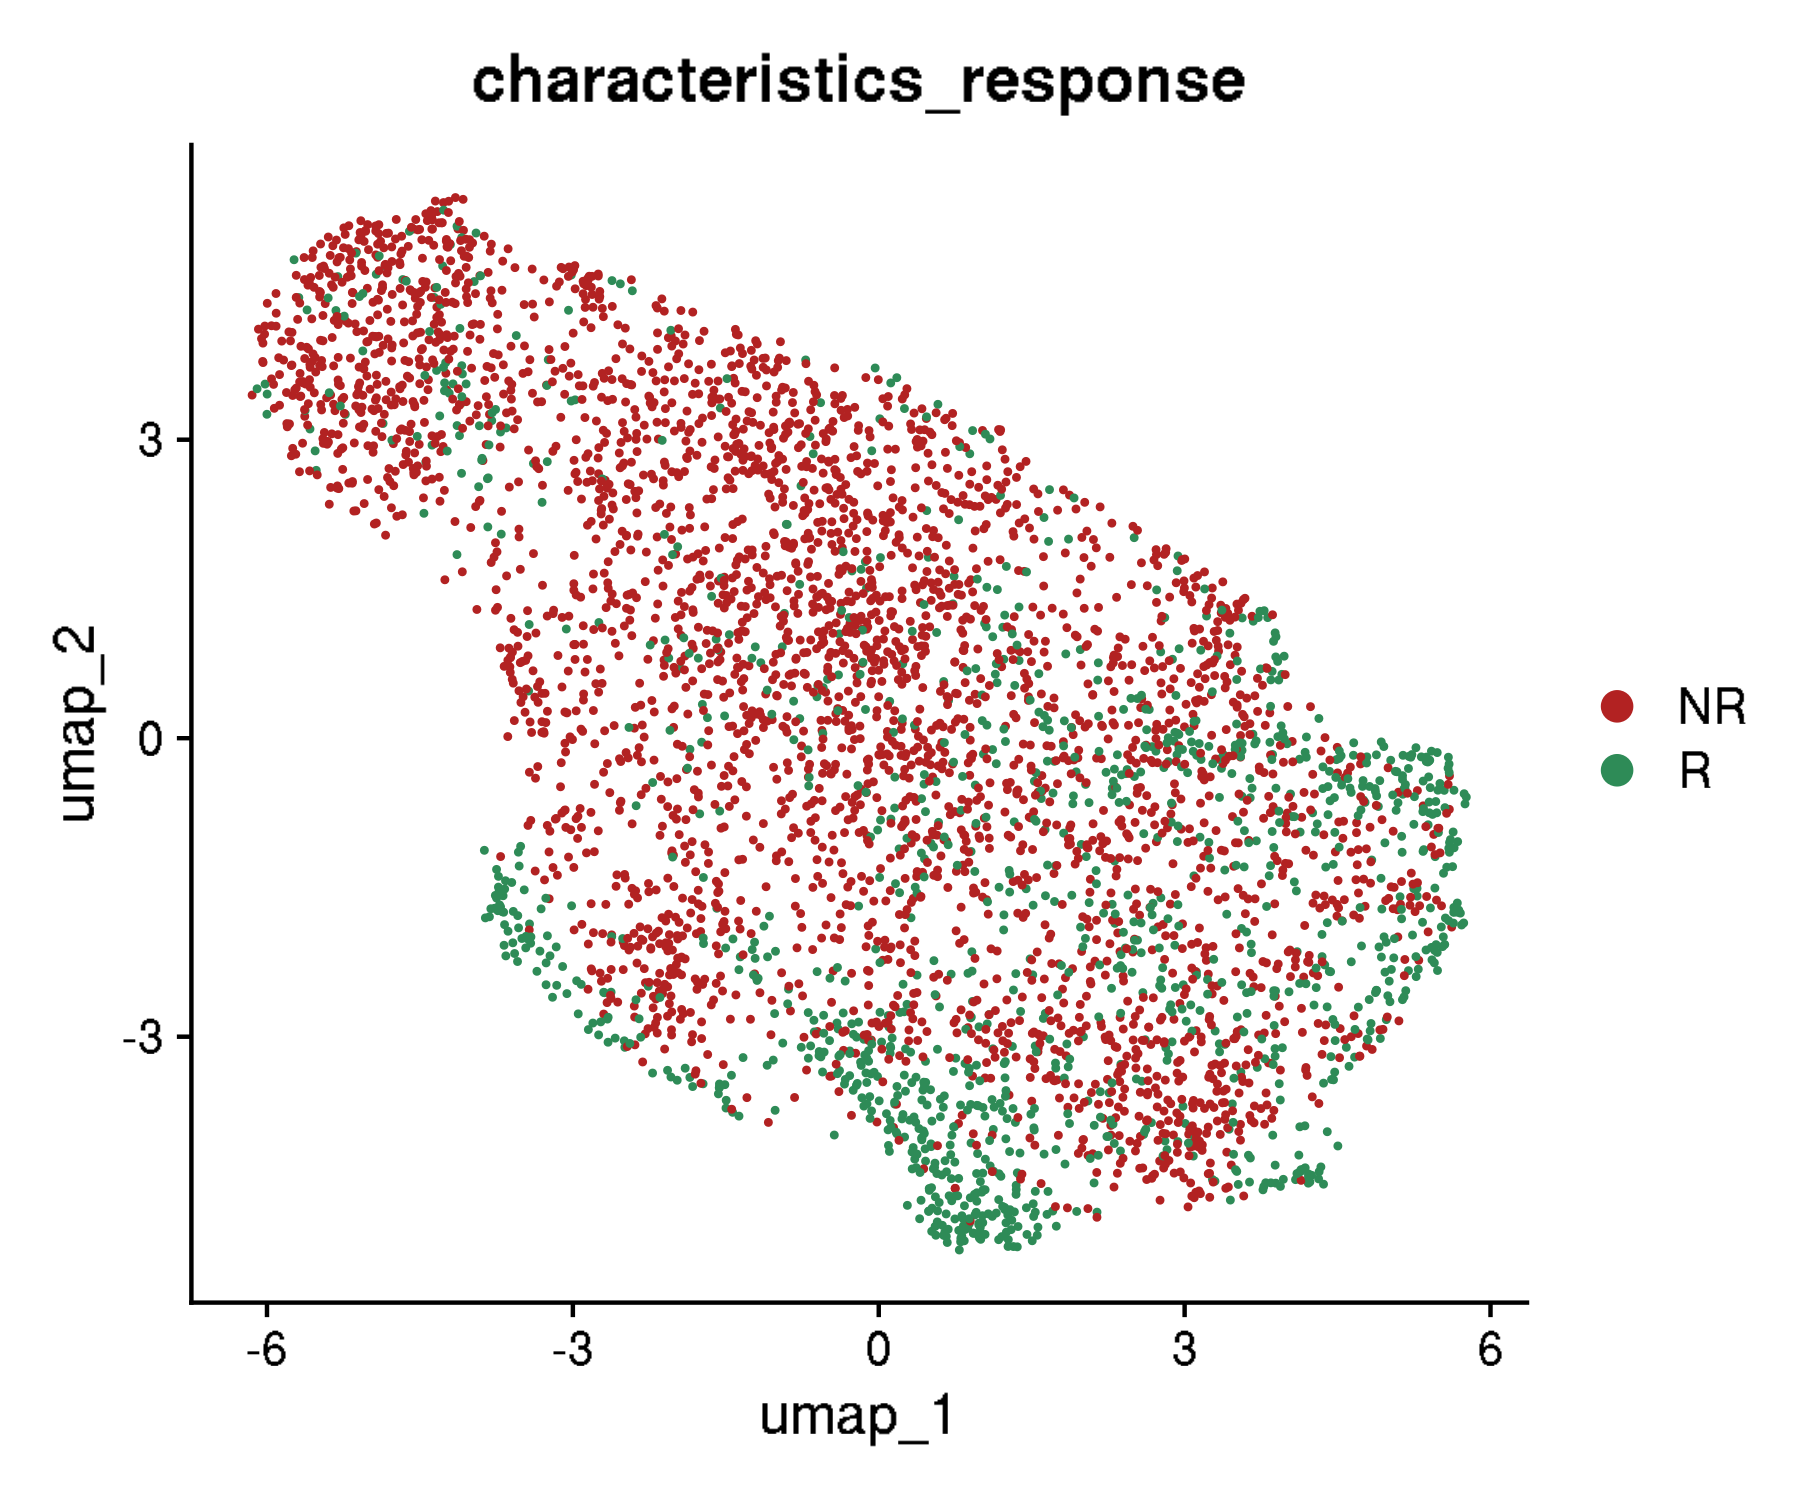 characteristics_response
3
0
-3
umap_2
-6 -3 0 3 6
umap_1
NR
R